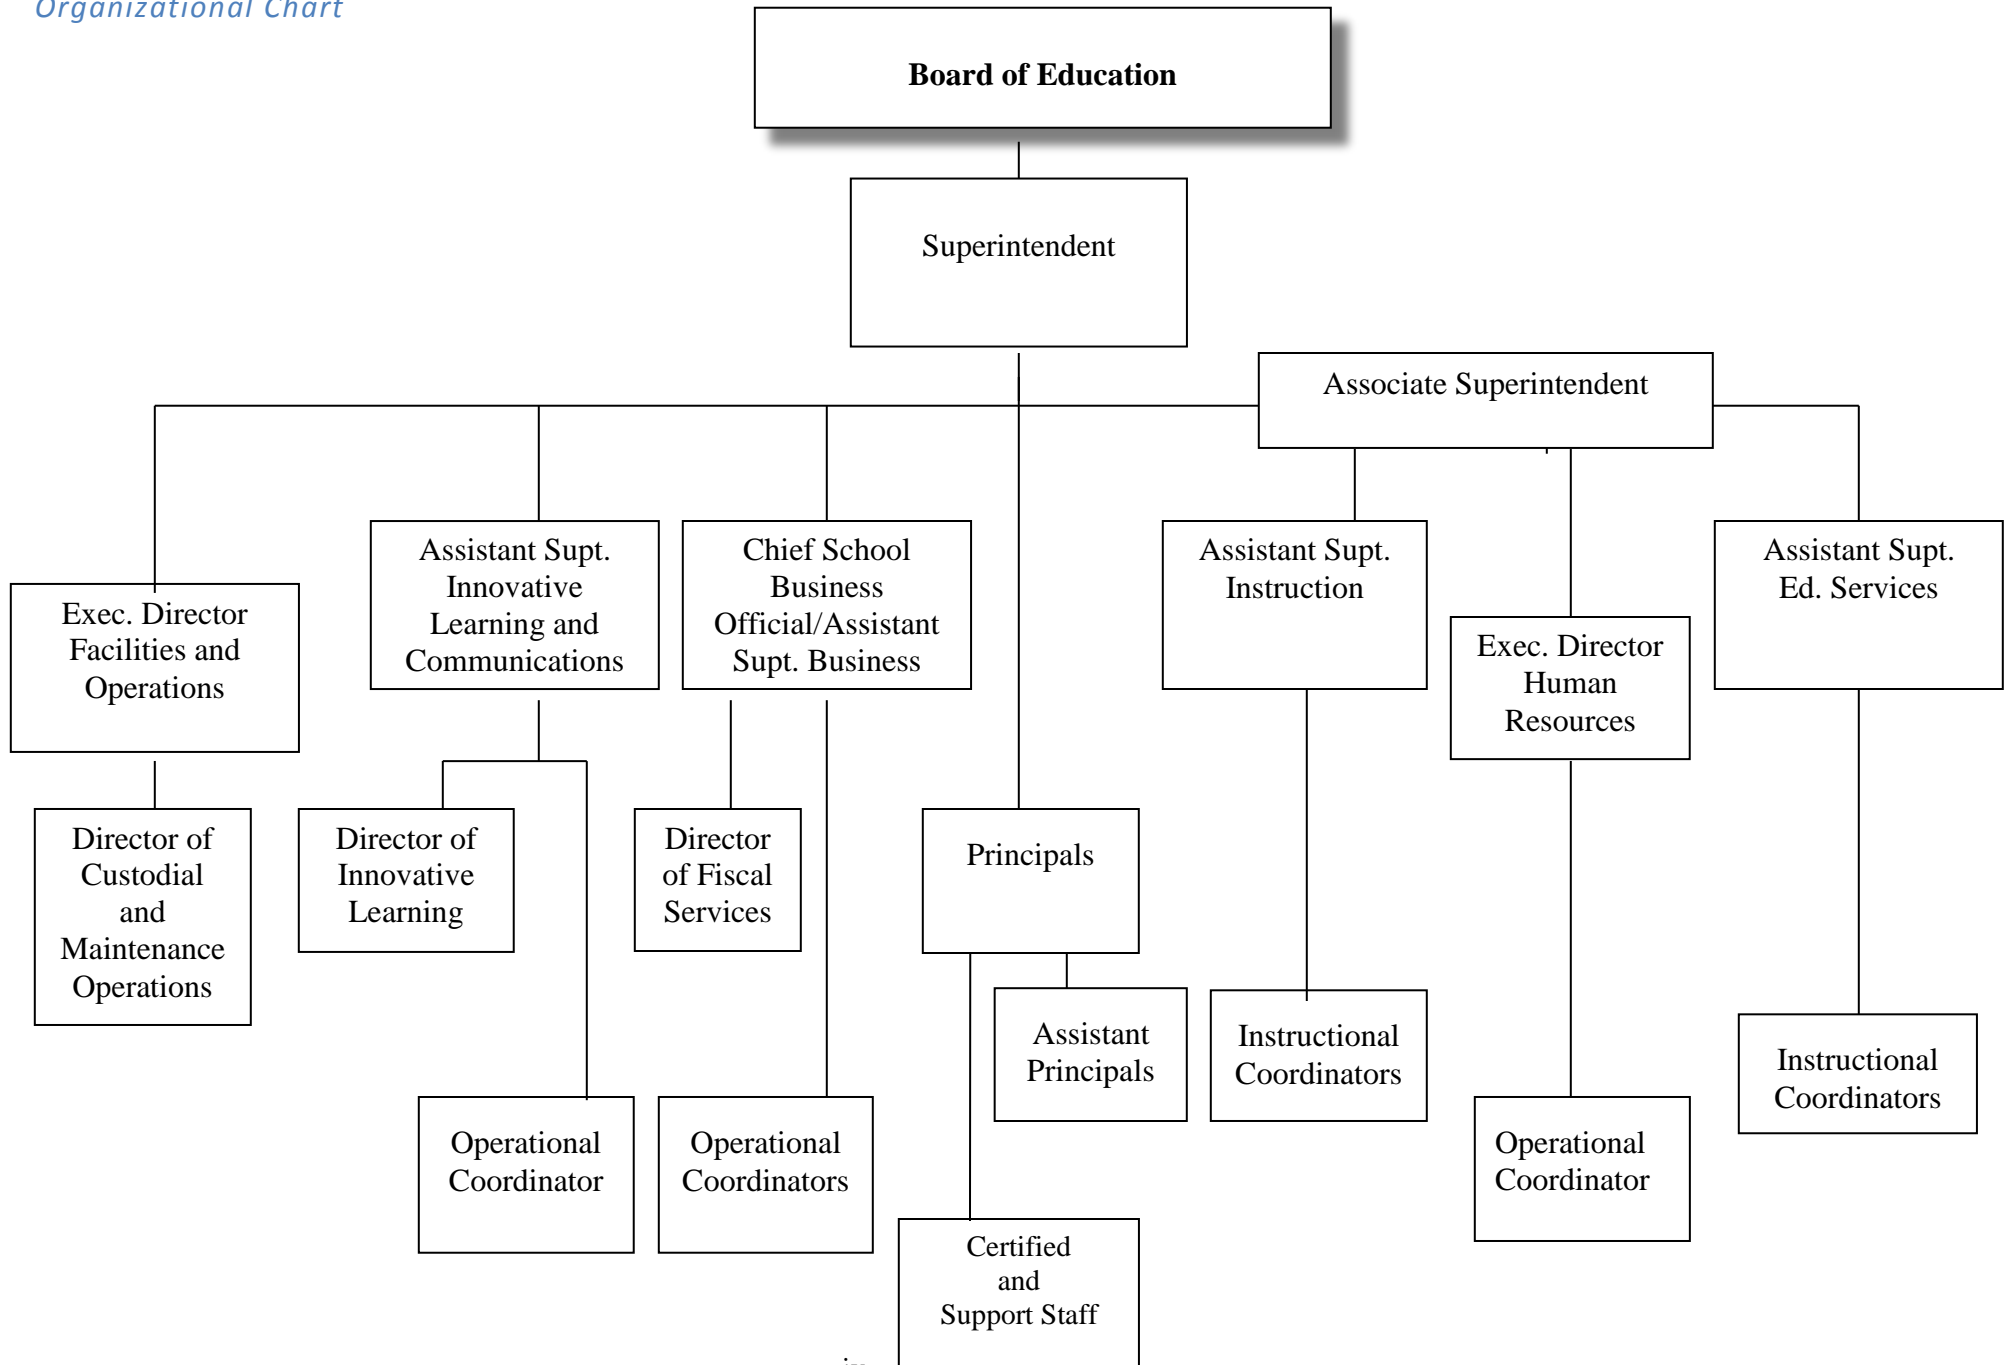 Organizational Chart
Board of Education
Superintendent
Associate Superintendent
Exec. Director
Facilities and
Operations
Assistant Supt.
Innovative
Learning and
Communications
Chief School
Business
Official/Assistant
Supt. Business
Assistant Supt.
Instruction
Exec. Director
Human
Resources
Assistant Supt.
Ed. Services
Director of
Custodial
and
Maintenance
Operations
Director of
Innovative
Learning
Director
of Fiscal
Services
Principals
Assistant
Principals
Instructional
Coordinators
Instructional
Coordinators
Operational
Coordinator
Operational
Coordinators
Operational
Coordinator
Certified
and
Support Staff